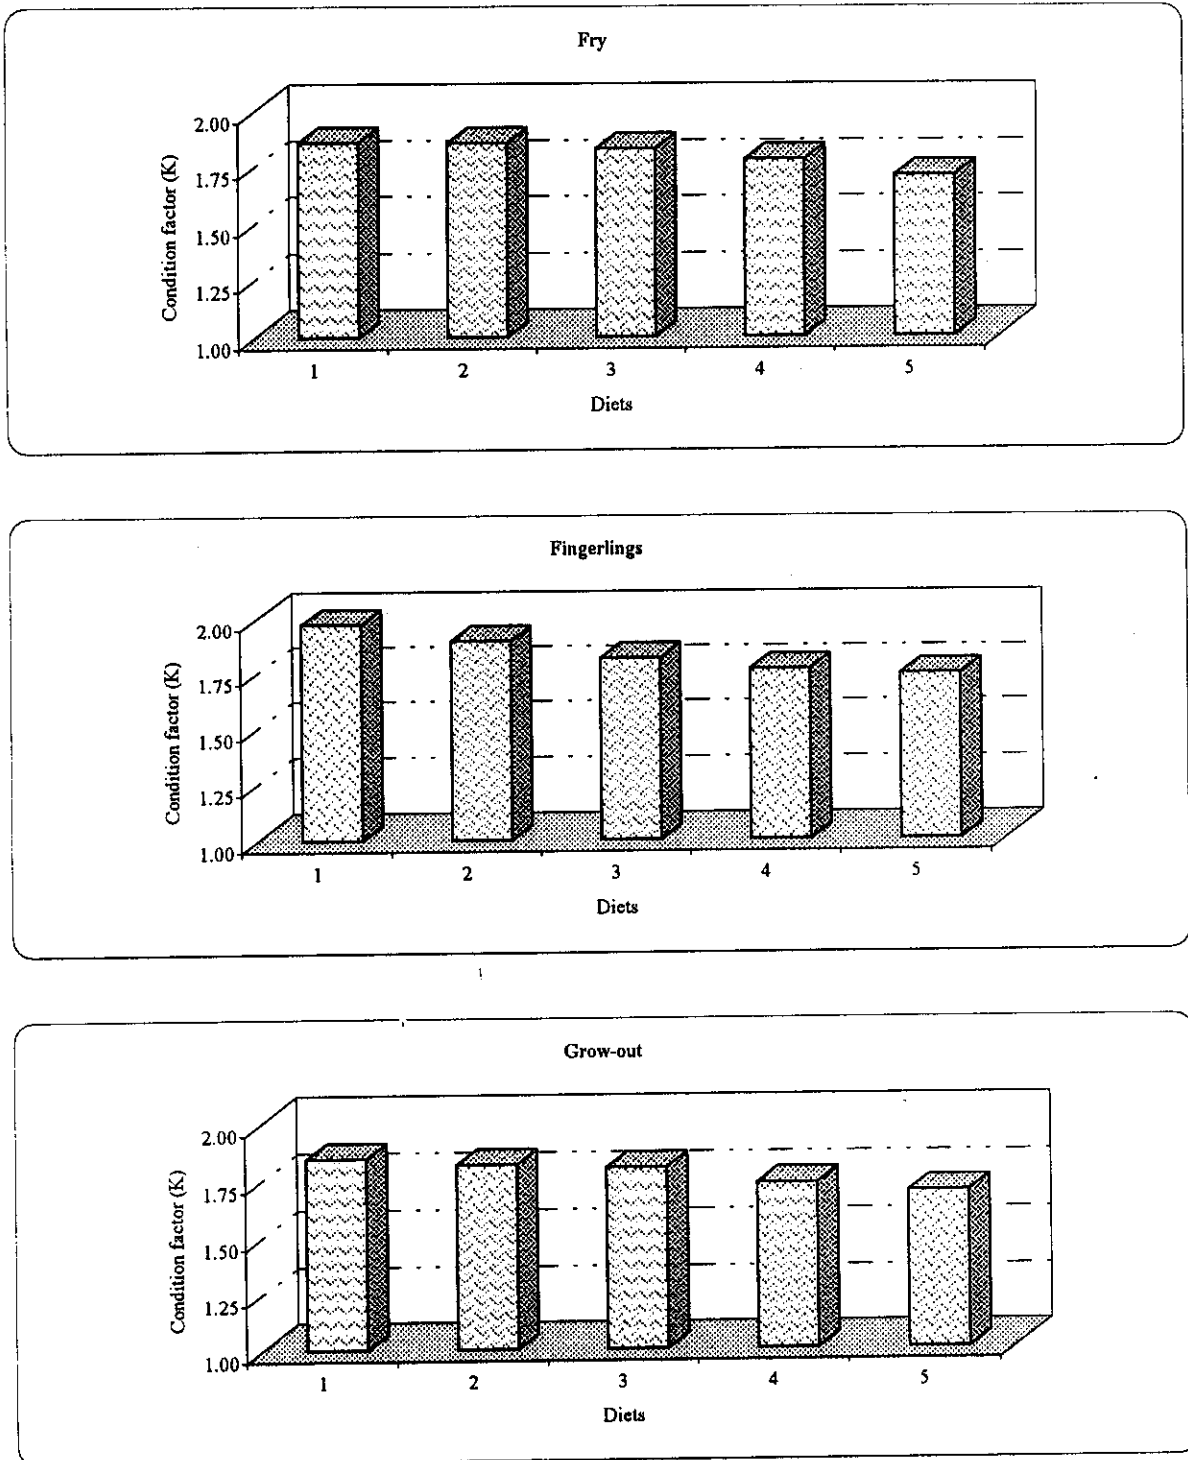 Fry
Condition factor (K)
2.00
1.75
1.50
1.25
1.00
1 2 3 4 5
Diets
Fingerlings
Condition factor (K)
2.00
1.75
1.50
1.25
1.00
1 2 3 4 5
Diets
Grow-out
Condition factor (K)
2.00
1.75
1.50
1.25
1.00
1 2 3 4 5
Diets